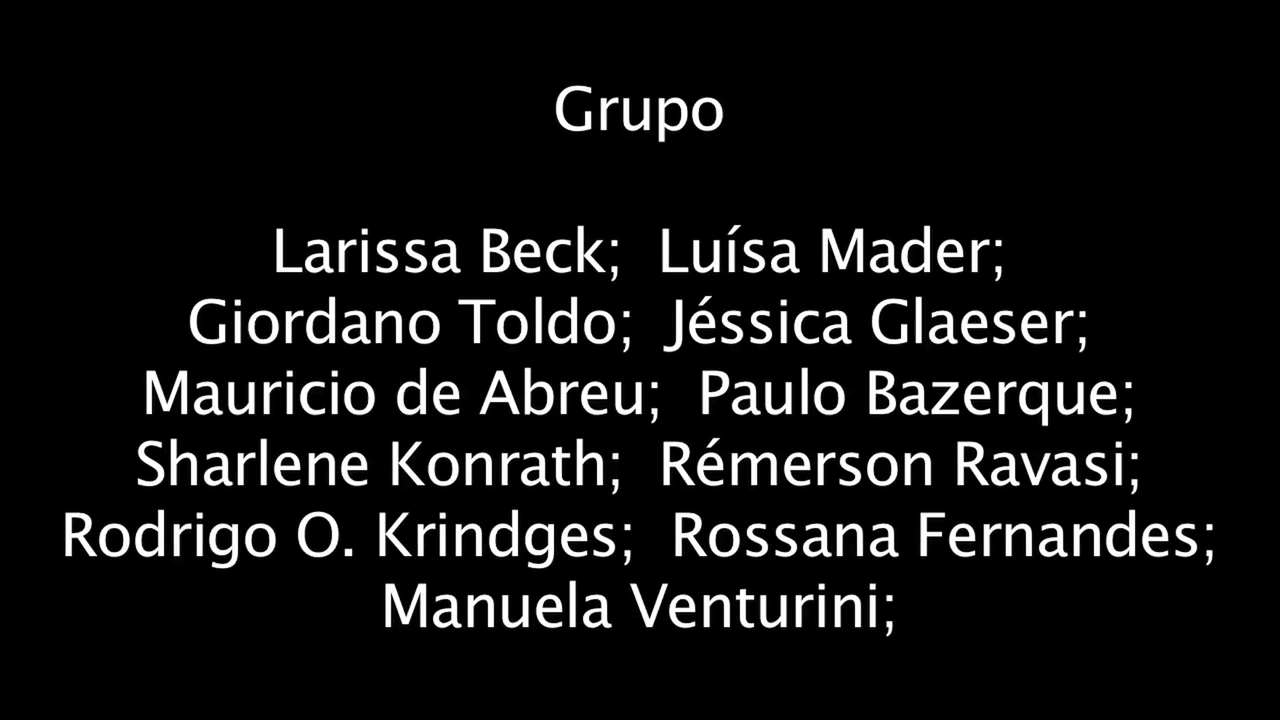 Grupo
Larissa Beck; Luísa Mader;
Giordano Toldo; Jéssica Glaeser;
Mauricio de Abreu; Paulo Bazerque;
Sharlene Konrath; Rémerson Ravasi;
Rodrigo O. Krindges; Rossana Fernandes;
Manuela Venturini;